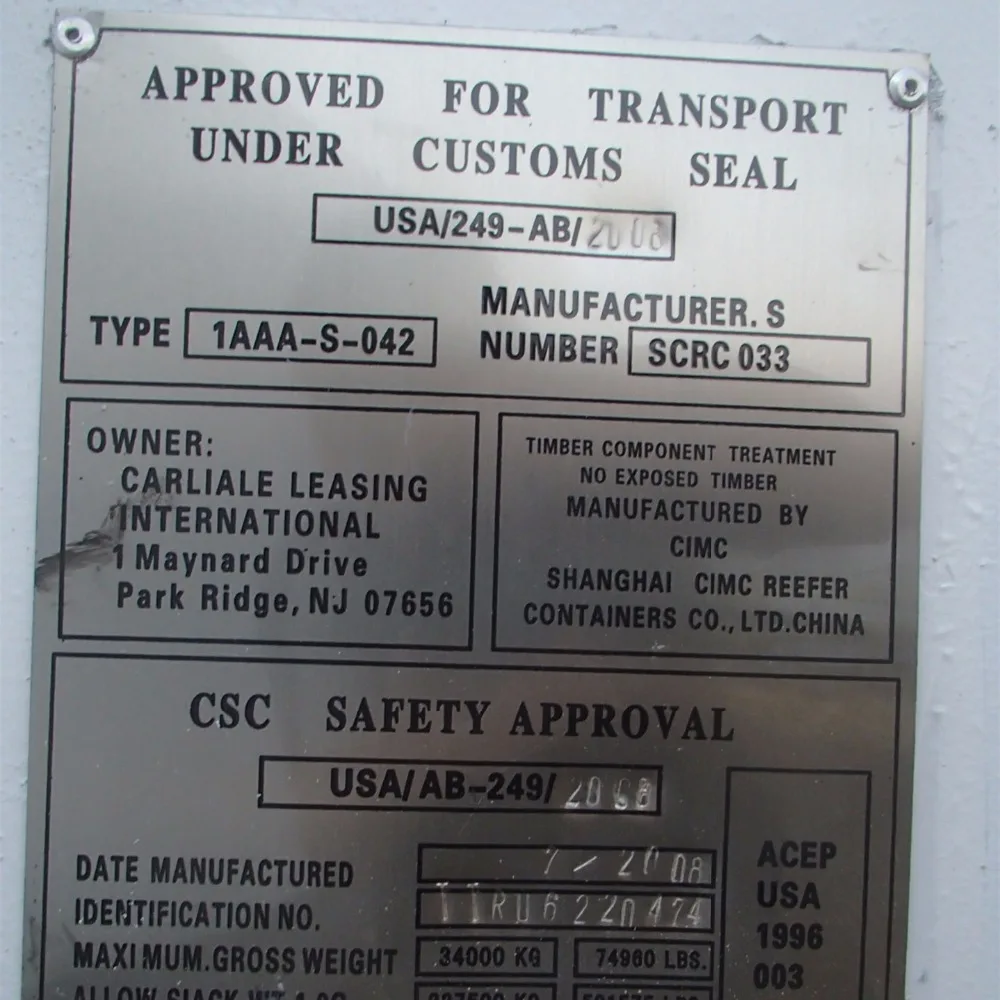 APPROVED FOR TRANSPORT
UNDER CUSTOMS SEAL
USA/249-AB/2008
TYPE 1AAA-S-042
MANUFACTURER. S
NUMBER SCRC 033
OWNER:
CARLIALE LEASING
INTERNATIONAL
1 Maynard Drive
Park Ridge, NJ 07656
TIMBER COMPONENT TREATMENT
NO EXPOSED TIMBER
MANUFACTURED BY
CIMC
SHANGHAI CIMC REEFER
CONTAINERS CO., LTD.CHINA
CSC SAFETY APPROVAL
USA/AB-249/2008
DATE MANUFACTURED 7/2008
IDENTIFICATION NO. TTRU6220474
MAXIMUM.GROSS WEIGHT 34000 KG 74960 LBS.
ACEP
USA
1996
003